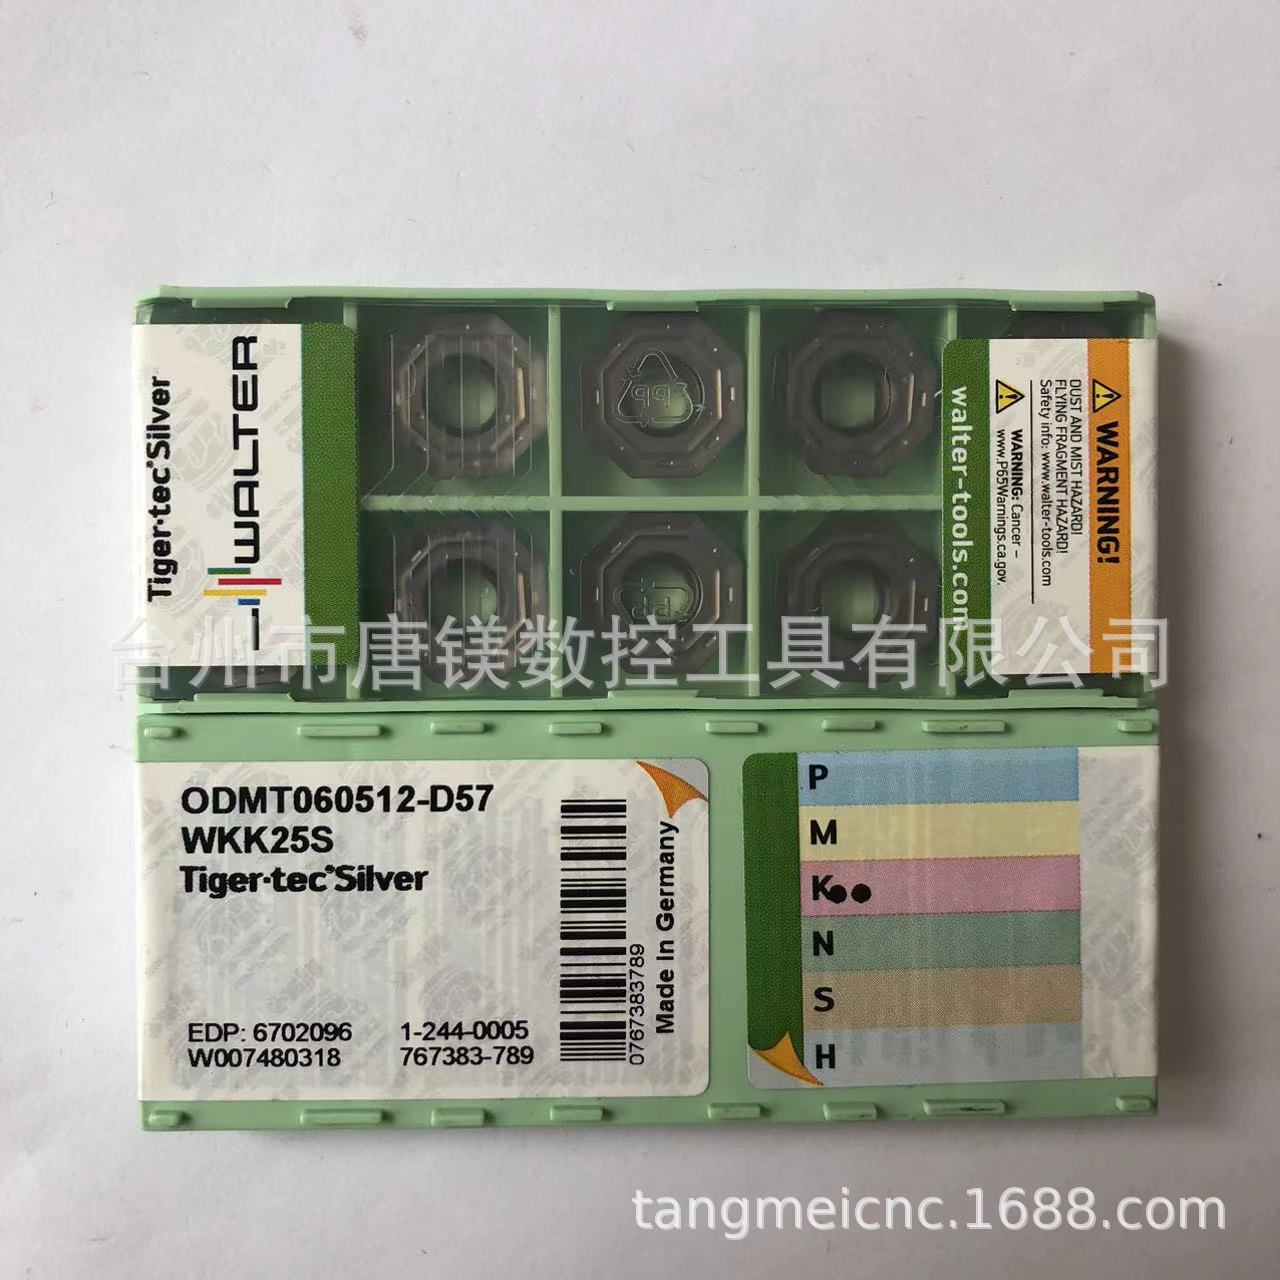 Tiger·tec®Silver
WALTER
walter-tools.com
WARNING: Cancer –
www.P65Warnings.ca.gov.
WARNING!
DUST AND MIST HAZARD!
FLYING FRAGMENT HAZARD!
Safety info: www.walter-tools.com
台州市唐镁数控工具有限公司
ODMT060512-D57
WKK25S
Tiger·tec®Silver
EDP: 6702096
1-244-0005
W007480318
767383-789
0767383789
Made in Germany
P
M
K●●
N
S
H
tangmeicnc.1688.com